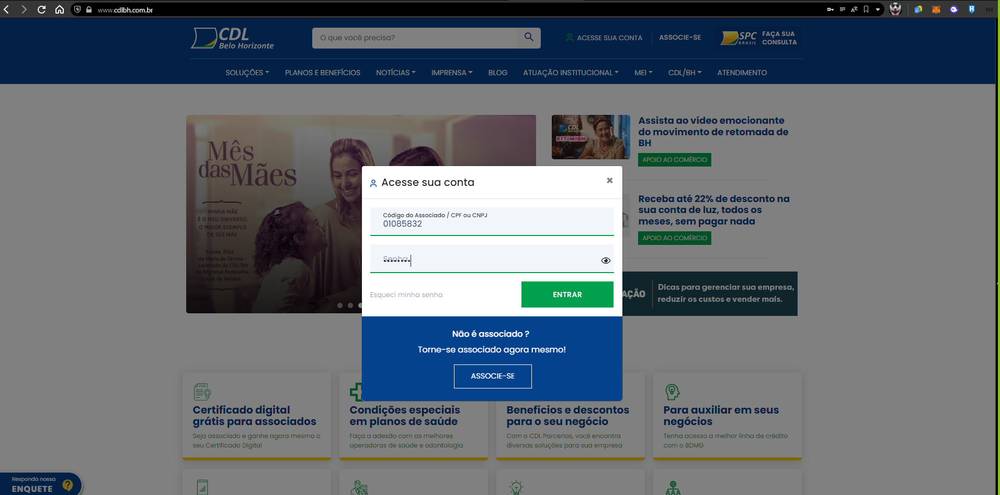 www.cdlbh.com.br
CDL
Belo Horizonte
O que você precisa?
ACESSE SUA CONTA
ASSOCIE-SE
SPC
BRASIL
FAÇA SUA
CONSULTA
SOLUÇÕES
PLANOS E BENEFÍCIOS
NOTÍCIAS
IMPRENSA
BLOG
ATUAÇÃO INSTITUCIONAL
MEI
CDL/BH
ATENDIMENTO
Mês
das Mães
MINHA MÃE
É O MEU UNIVERSO.
O MAIOR EXEMPLO
DE SER MÃE.
Raíssa, filha
da Maria de Fátima -
associada da CDL/BH
da Regional Pampulha -
e mãe da Helena.
CDL
Belo Horizonte
RETOMABH
Assista ao vídeo emocionante
do movimento de retomada de
BH
APOIO AO COMÉRCIO
Receba até 22% de desconto na
sua conta de luz, todos os
meses, sem pagar nada
APOIO AO COMÉRCIO
AÇÃO
Dicas para gerenciar sua empresa,
reduzir os custos e vender mais.
Acesse sua conta
Código do Associado / CPF ou CNPJ
01085832
Senha
Esqueci minha senha
ENTRAR
Não é associado ?
Torne-se associado agora mesmo!
ASSOCIE-SE
Certificado digital
grátis para associados
Seja associado e ganhe agora mesmo o
seu Certificado Digital
Condições especiais
em planos de saúde
Faça a adesão com as melhores
operadoras de saúde e odontologia
Benefícios e descontos
para o seu negócio
Com o CDL Parcerias, você encontra
diversas soluções para sua empresa
Para auxiliar em seus
negócios
Tenha acesso a melhor linha de crédito
com o BDMG
Responda nossa
ENQUETE